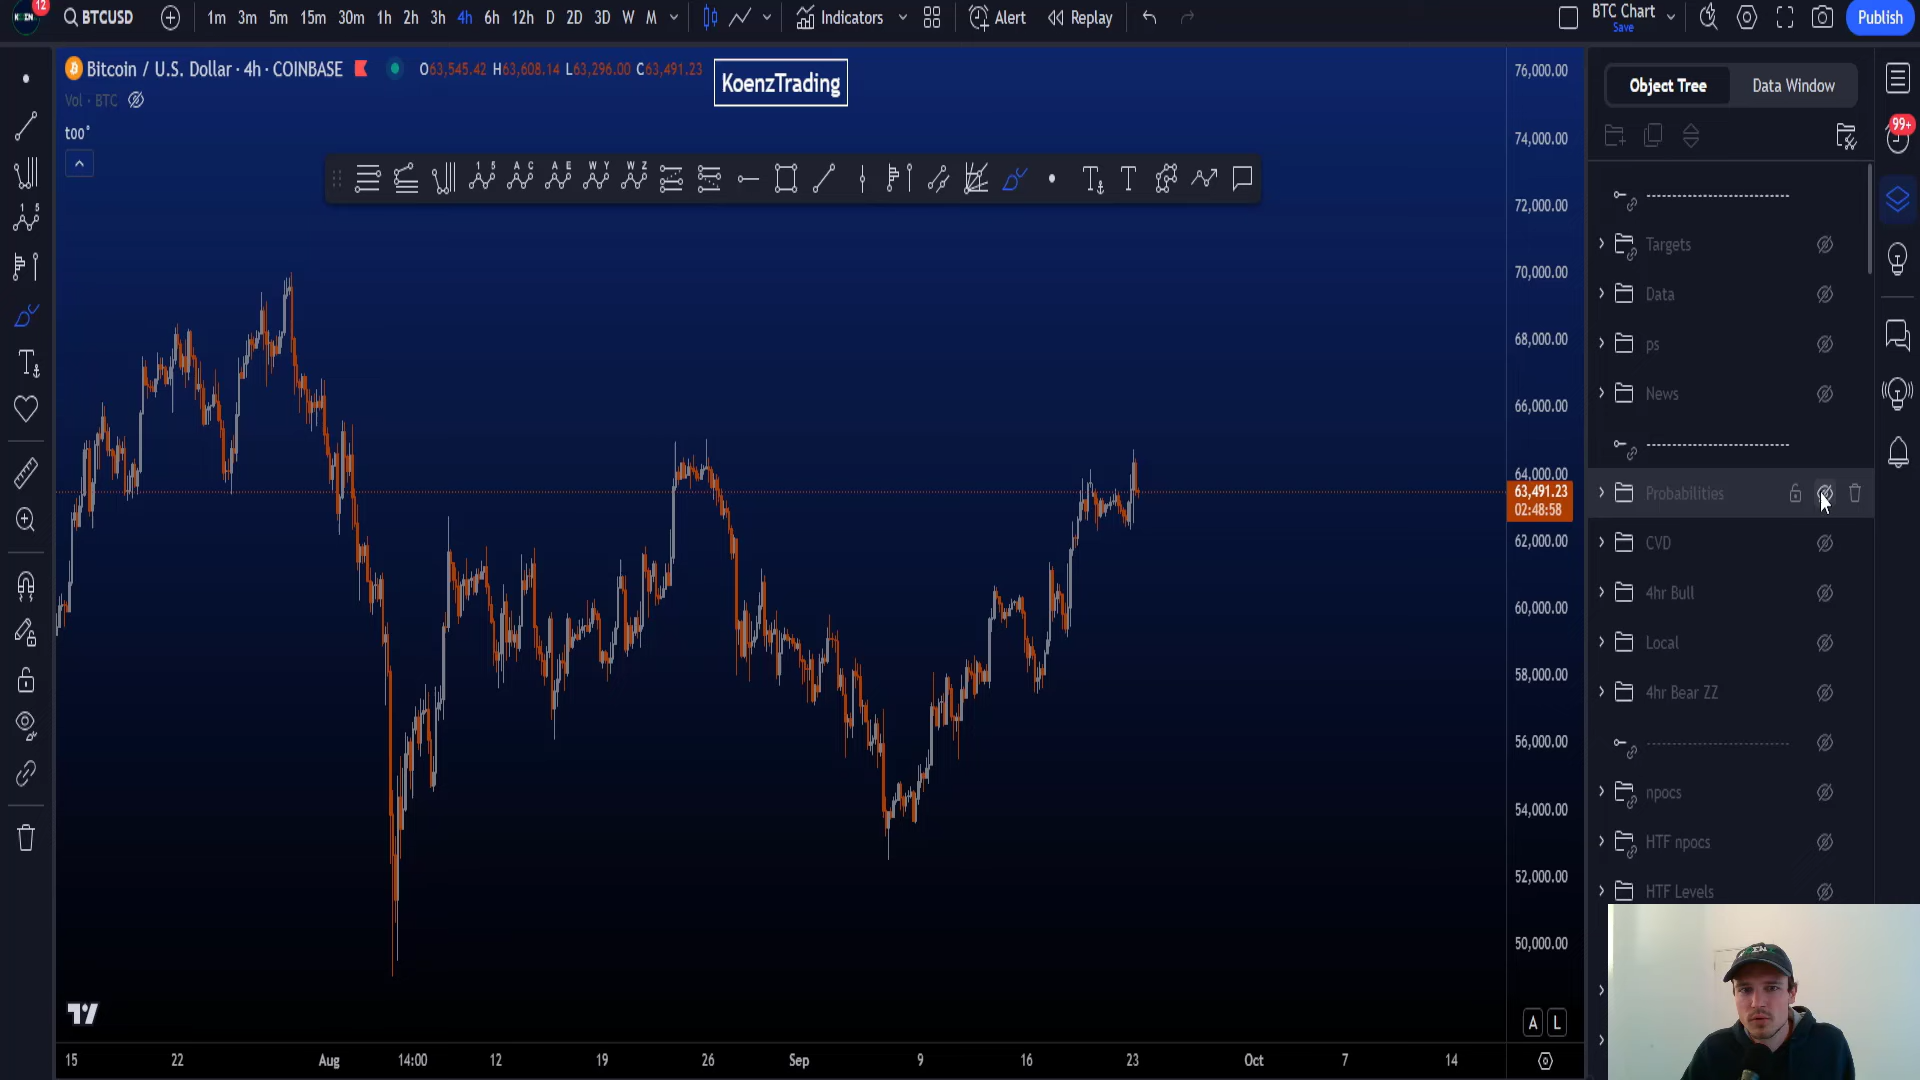 12
BTCUSD 1m 3m 5m 15m 30m 1h 2h 3h 4h 6h 12h D 2D 3D W M Indicators Alert Replay BTC Chart Save Publish
Bitcoin / U.S. Dollar · 4h · COINBASE O63,545.42 H63,608.14 L63,296.00 C63,491.23
KoenzTrading
Vol · BTC
too*
1 5 A C A E W Y W Z
1 5
76,000.00
74,000.00
72,000.00
70,000.00
68,000.00
66,000.00
64,000.00
63,491.23
02:48:58
62,000.00
60,000.00
58,000.00
56,000.00
54,000.00
52,000.00
50,000.00
A L
15 22 Aug 14:00 12 19 26 Sep 9 16 23 Oct 7 14
Object Tree Data Window
99+
Targets
Data
ps
News
Probabilities
CVD
4hr Bull
Local
4hr Bear ZZ
npocs
HTF npocs
HTF Levels